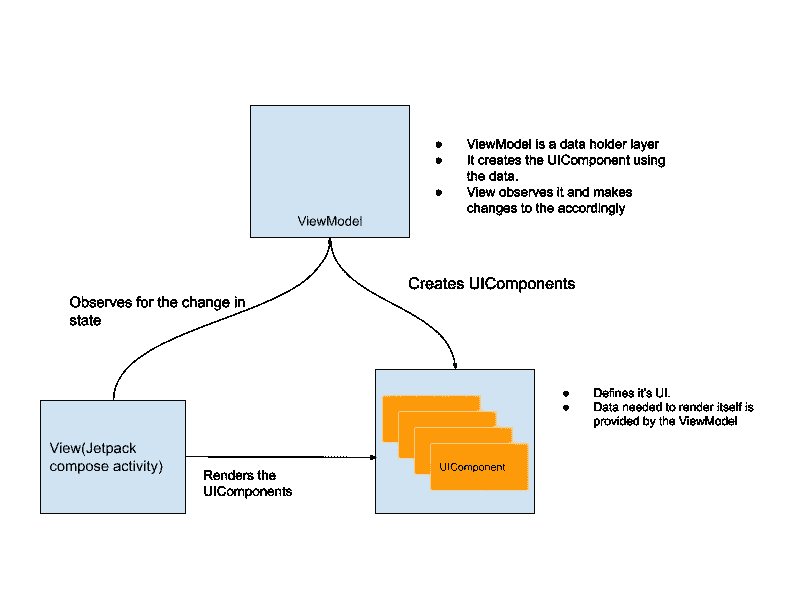 ● ViewModel is a data holder layer
● It creates the UIComponent using
the data.
● View observes it and makes
changes to the accordingly
ViewModel
Creates UIComponents
Observes for the change in
state
● Defines it's UI.
● Data needed to render itself is
provided by the ViewModel
View(Jetpack
compose activity)
UIComponent
Renders the
UIComponents